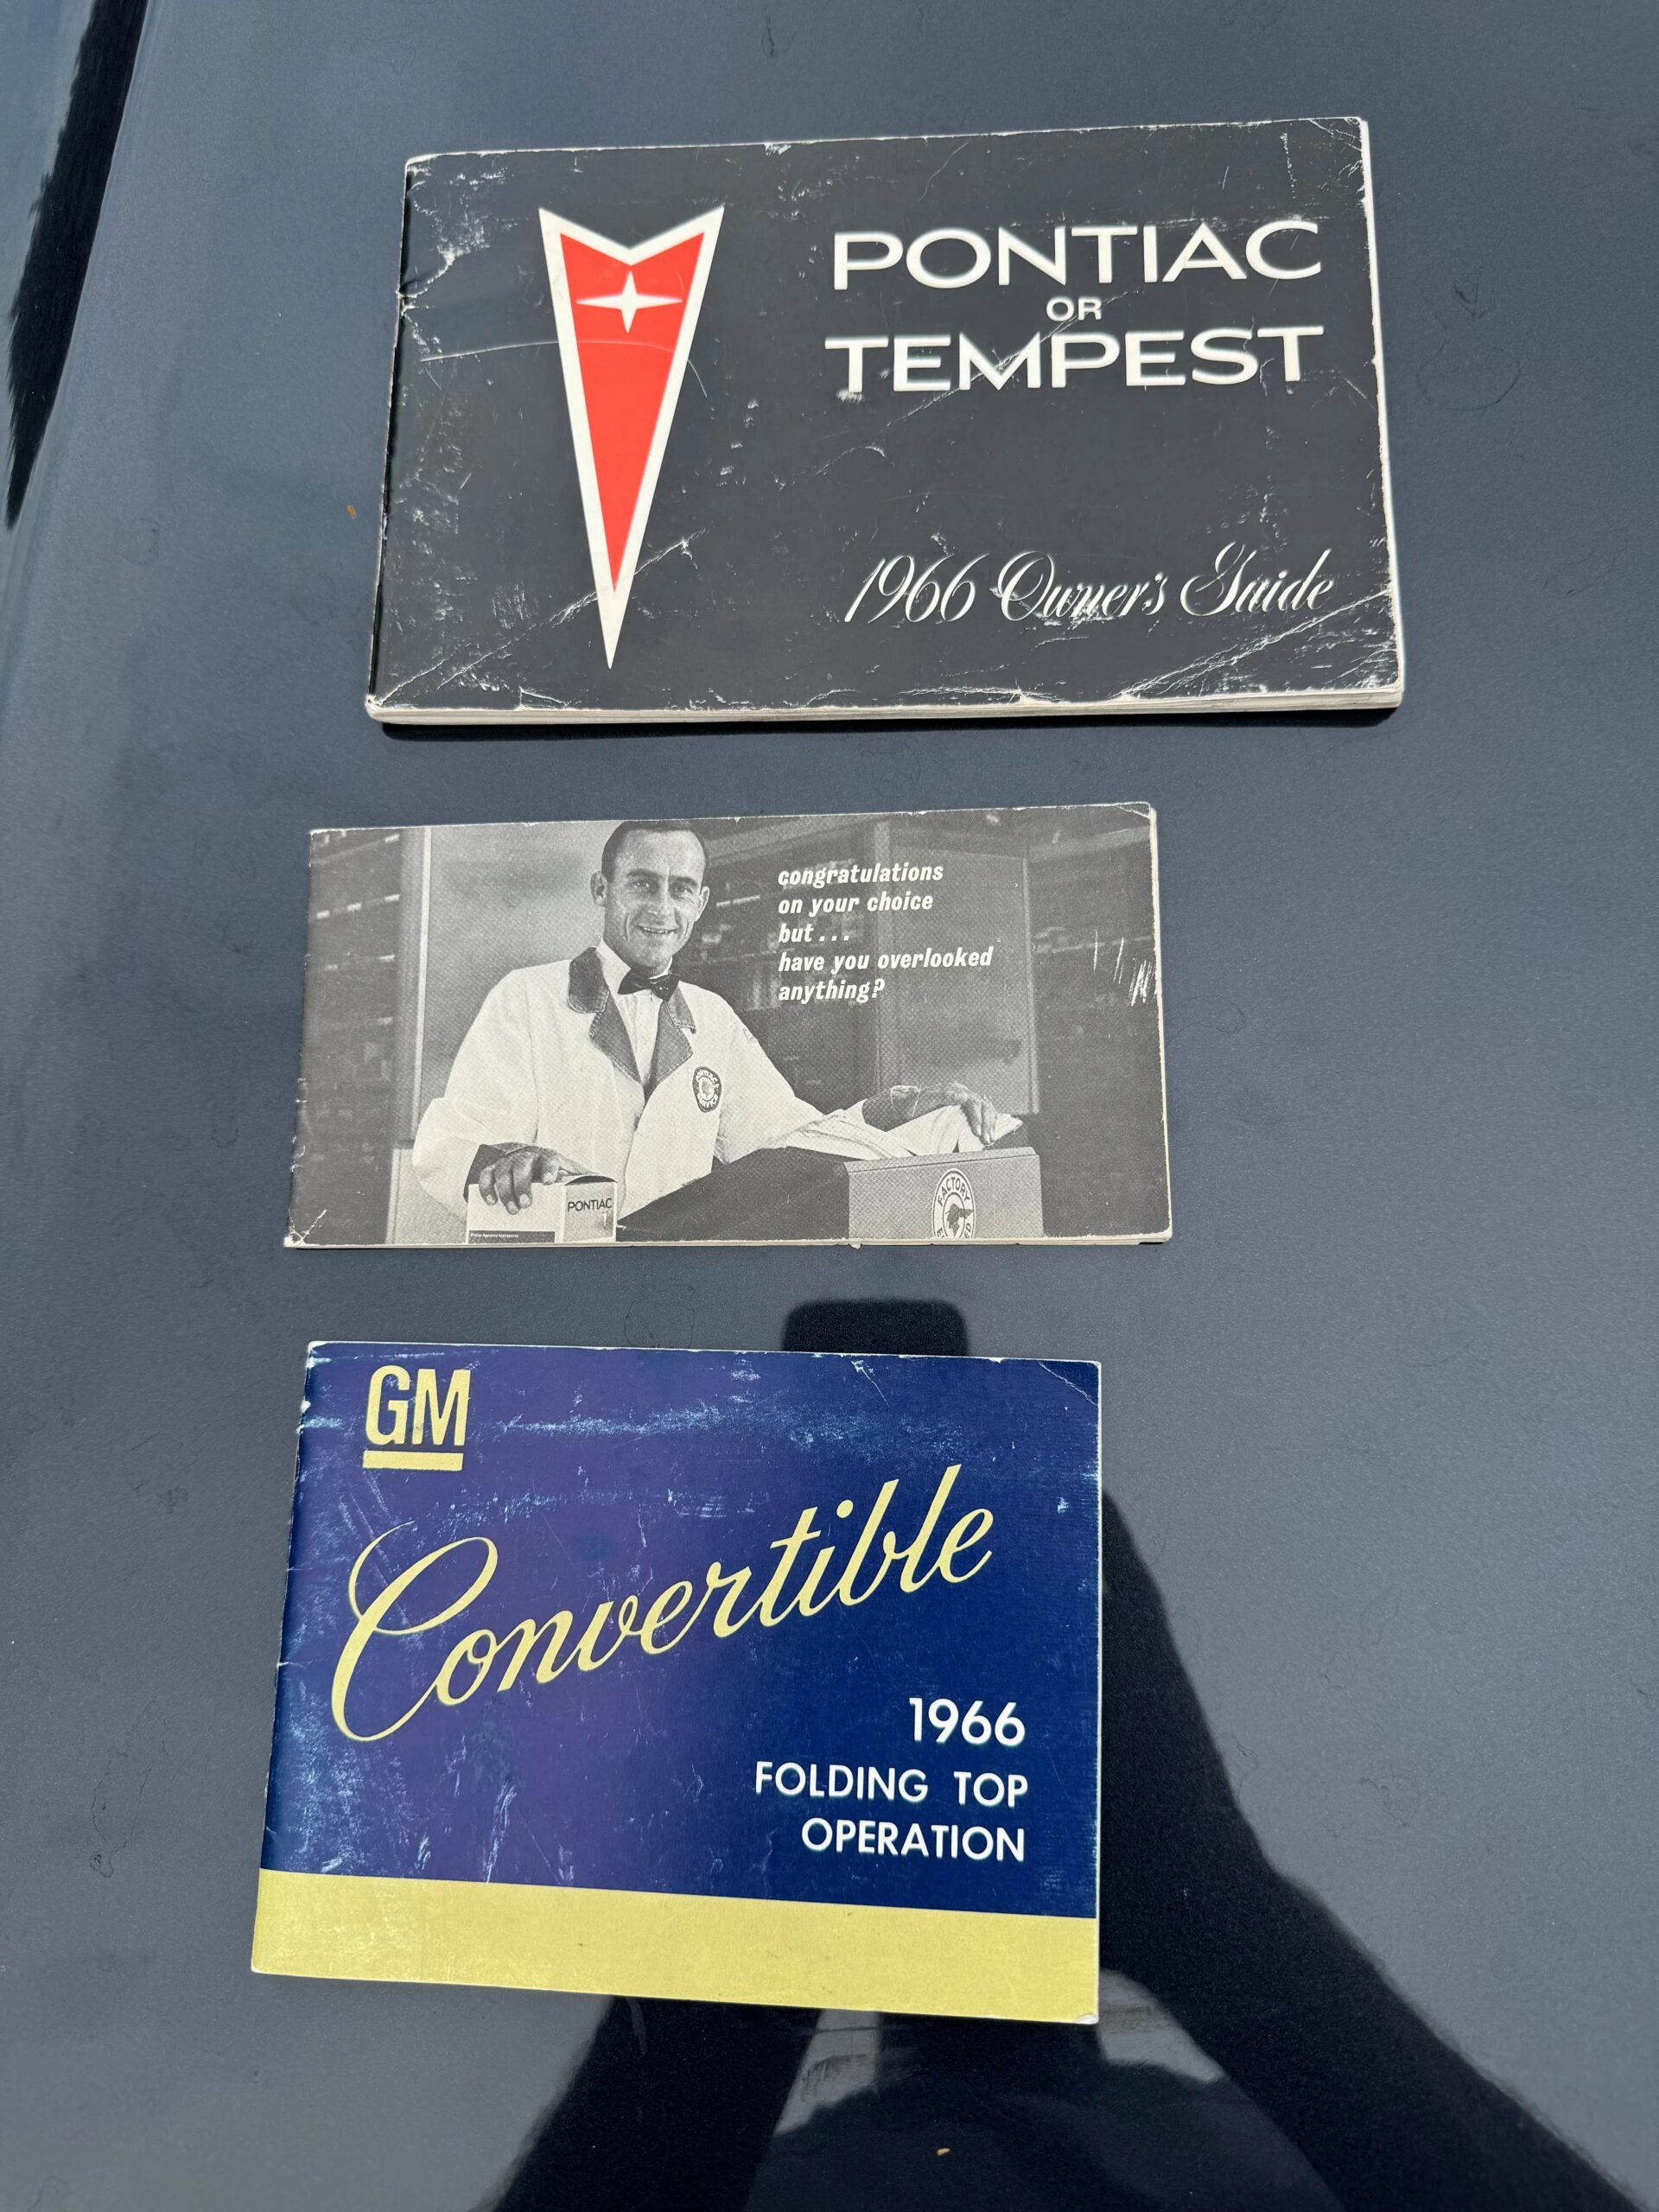 PONTIAC
OR
TEMPEST
1966 Owner's Guide
congratulations
on your choice
but...
have you overlooked
anything?
PONTIAC
FACTORY
GM
Convertible
1966
FOLDING TOP
OPERATION